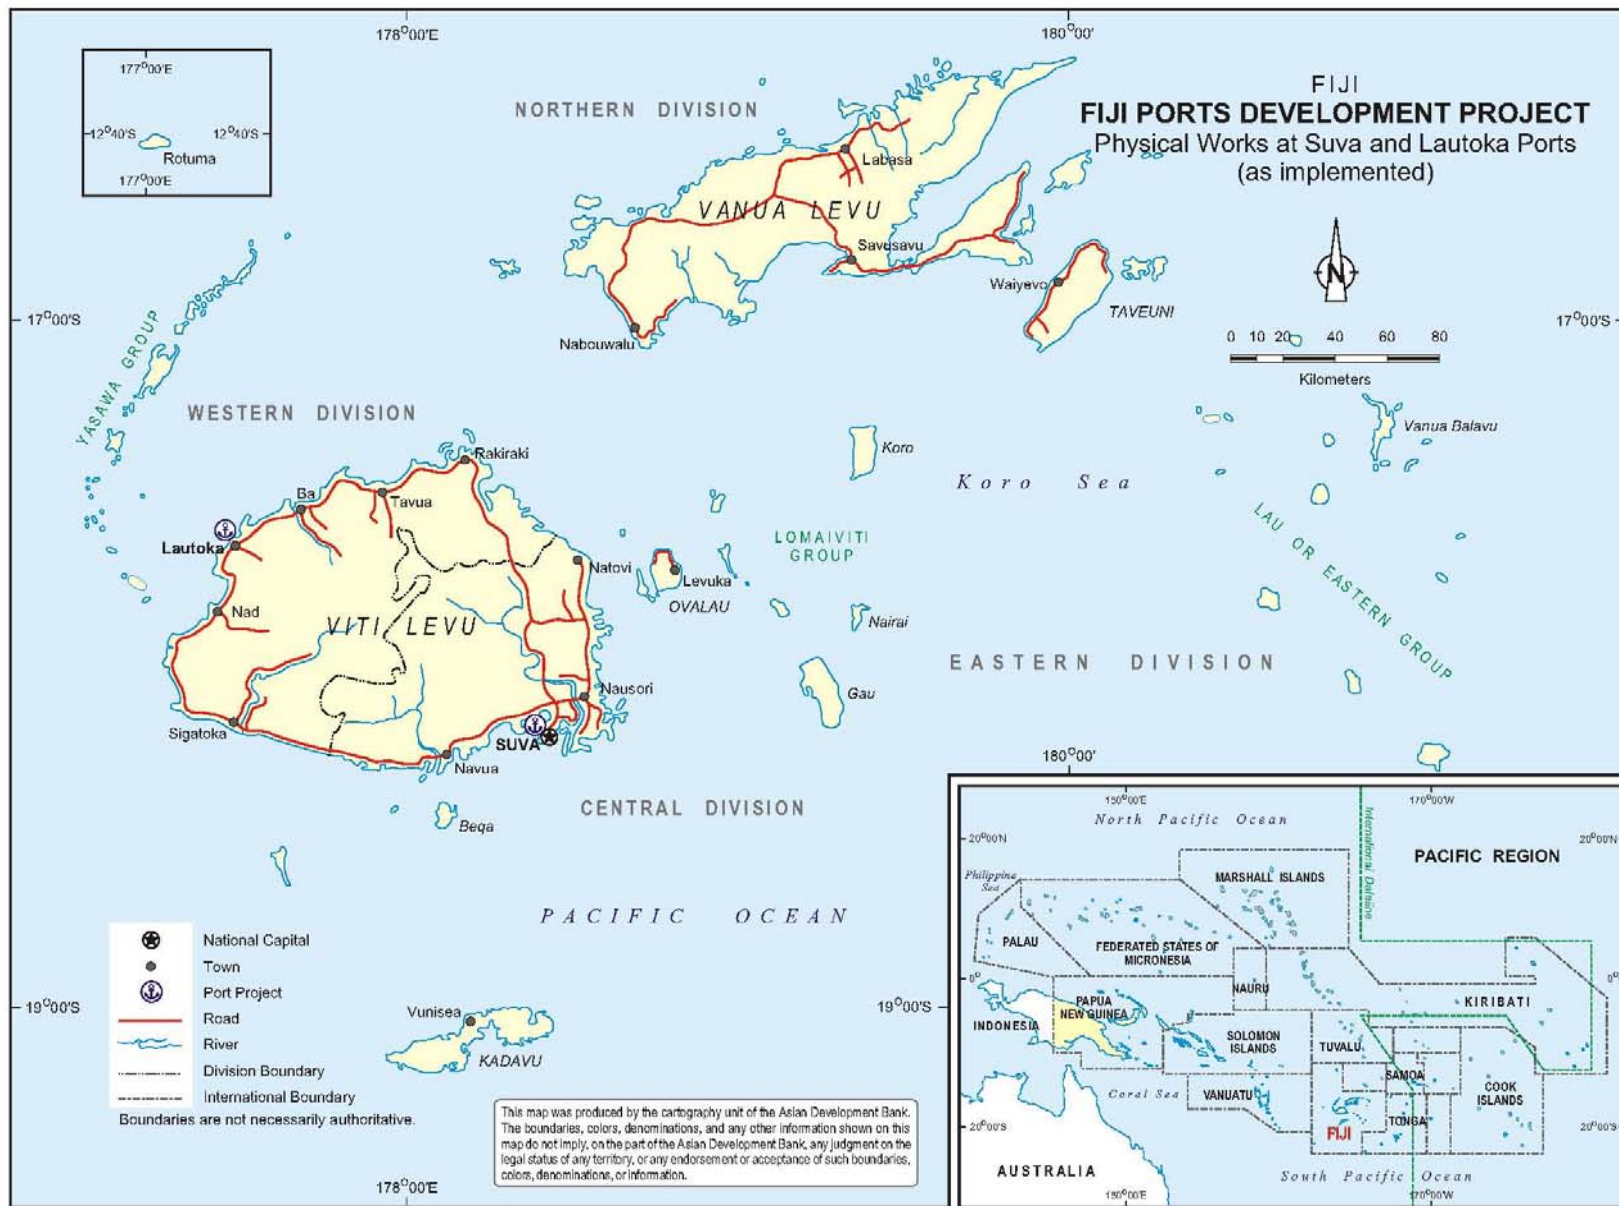 178°00'E
180°00'
177°00'E
12°40'S
12°40'S
Rotuma
177°00'E
NORTHERN DIVISION
FIJI
FIJI PORTS DEVELOPMENT PROJECT
Physical Works at Suva and Lautoka Ports
(as implemented)
N
0 10 20 40 60 80
Kilometers
Labasa
VANUA LEVU
Savusavu
Waiyevo
TAVEUNI
Nabouwalu
17°00'S
17°00'S
YASAWA GROUP
WESTERN DIVISION
Vanua Balavu
Koro
Koro Sea
Rakiraki
Ba
Tavua
Lautoka
LOMAIVITI
GROUP
LAU OR EASTERN GROUP
Natovi
Levuka
OVALAU
Nad
VITI LEVU
Nairai
EASTERN DIVISION
Nausori
Gau
Sigatoka
SUVA
Navua
180°00'
CENTRAL DIVISION
Beqa
PACIFIC OCEAN
19°00'S
19°00'S
Vunisea
KADAVU
National Capital
Town
Port Project
Road
River
Division Boundary
International Boundary
Boundaries are not necessarily authoritative.
This map was produced by the cartography unit of the Asian Development Bank.
The boundaries, colors, denominations, and any other information shown on this
map do not imply, on the part of the Asian Development Bank, any judgment on the
legal status of any territory, or any endorsement or acceptance of such boundaries,
colors, denominations, or information.
178°00'E
150°00'E
170°00'W
North Pacific Ocean
20°00'N
20°00'N
International Dateline
PACIFIC REGION
Philippine
Sea
MARSHALL ISLANDS
PALAU
FEDERATED STATES OF
MICRONESIA
0°
0°
NAURU
KIRIBATI
PAPUA
NEW GUINEA
INDONESIA
SOLOMON
ISLANDS
TUVALU
SAMOA
COOK
ISLANDS
Coral Sea
VANUATU
TONGA
20°00'S
20°00'S
FIJI
AUSTRALIA
South Pacific Ocean
150°00'E
170°00'W